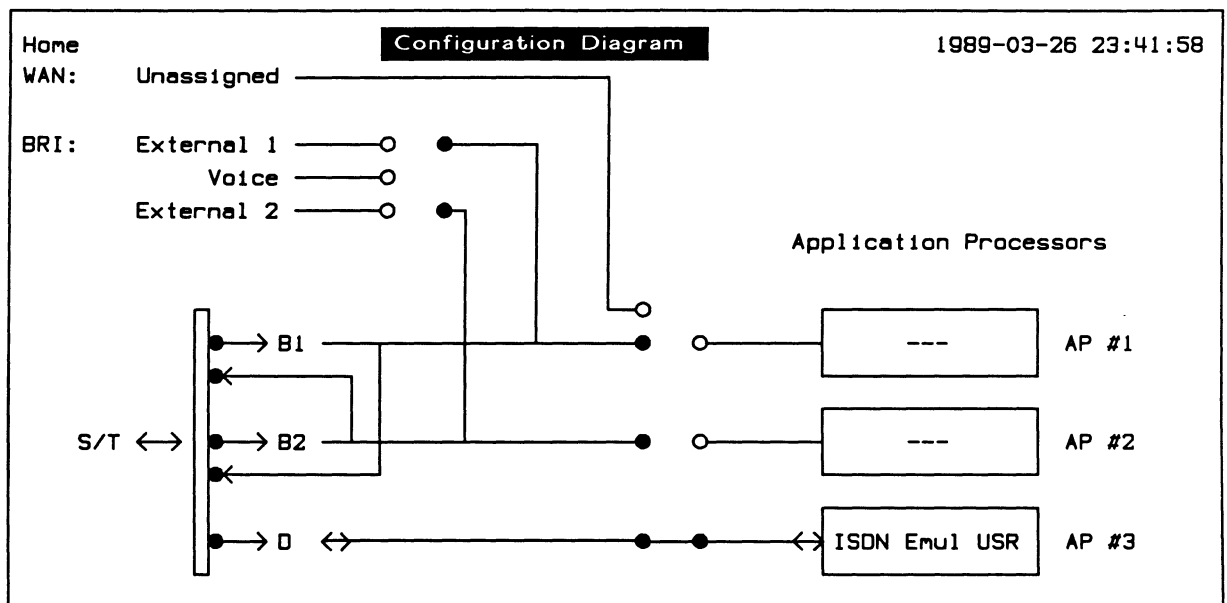 Home Configuration Diagram 1989-03-26 23:41:58
WAN: Unassigned
BRI: External 1
Voice
External 2
Application Processors
B1 --- AP #1
S/T B2 --- AP #2
D ISDN Emul USR AP #3